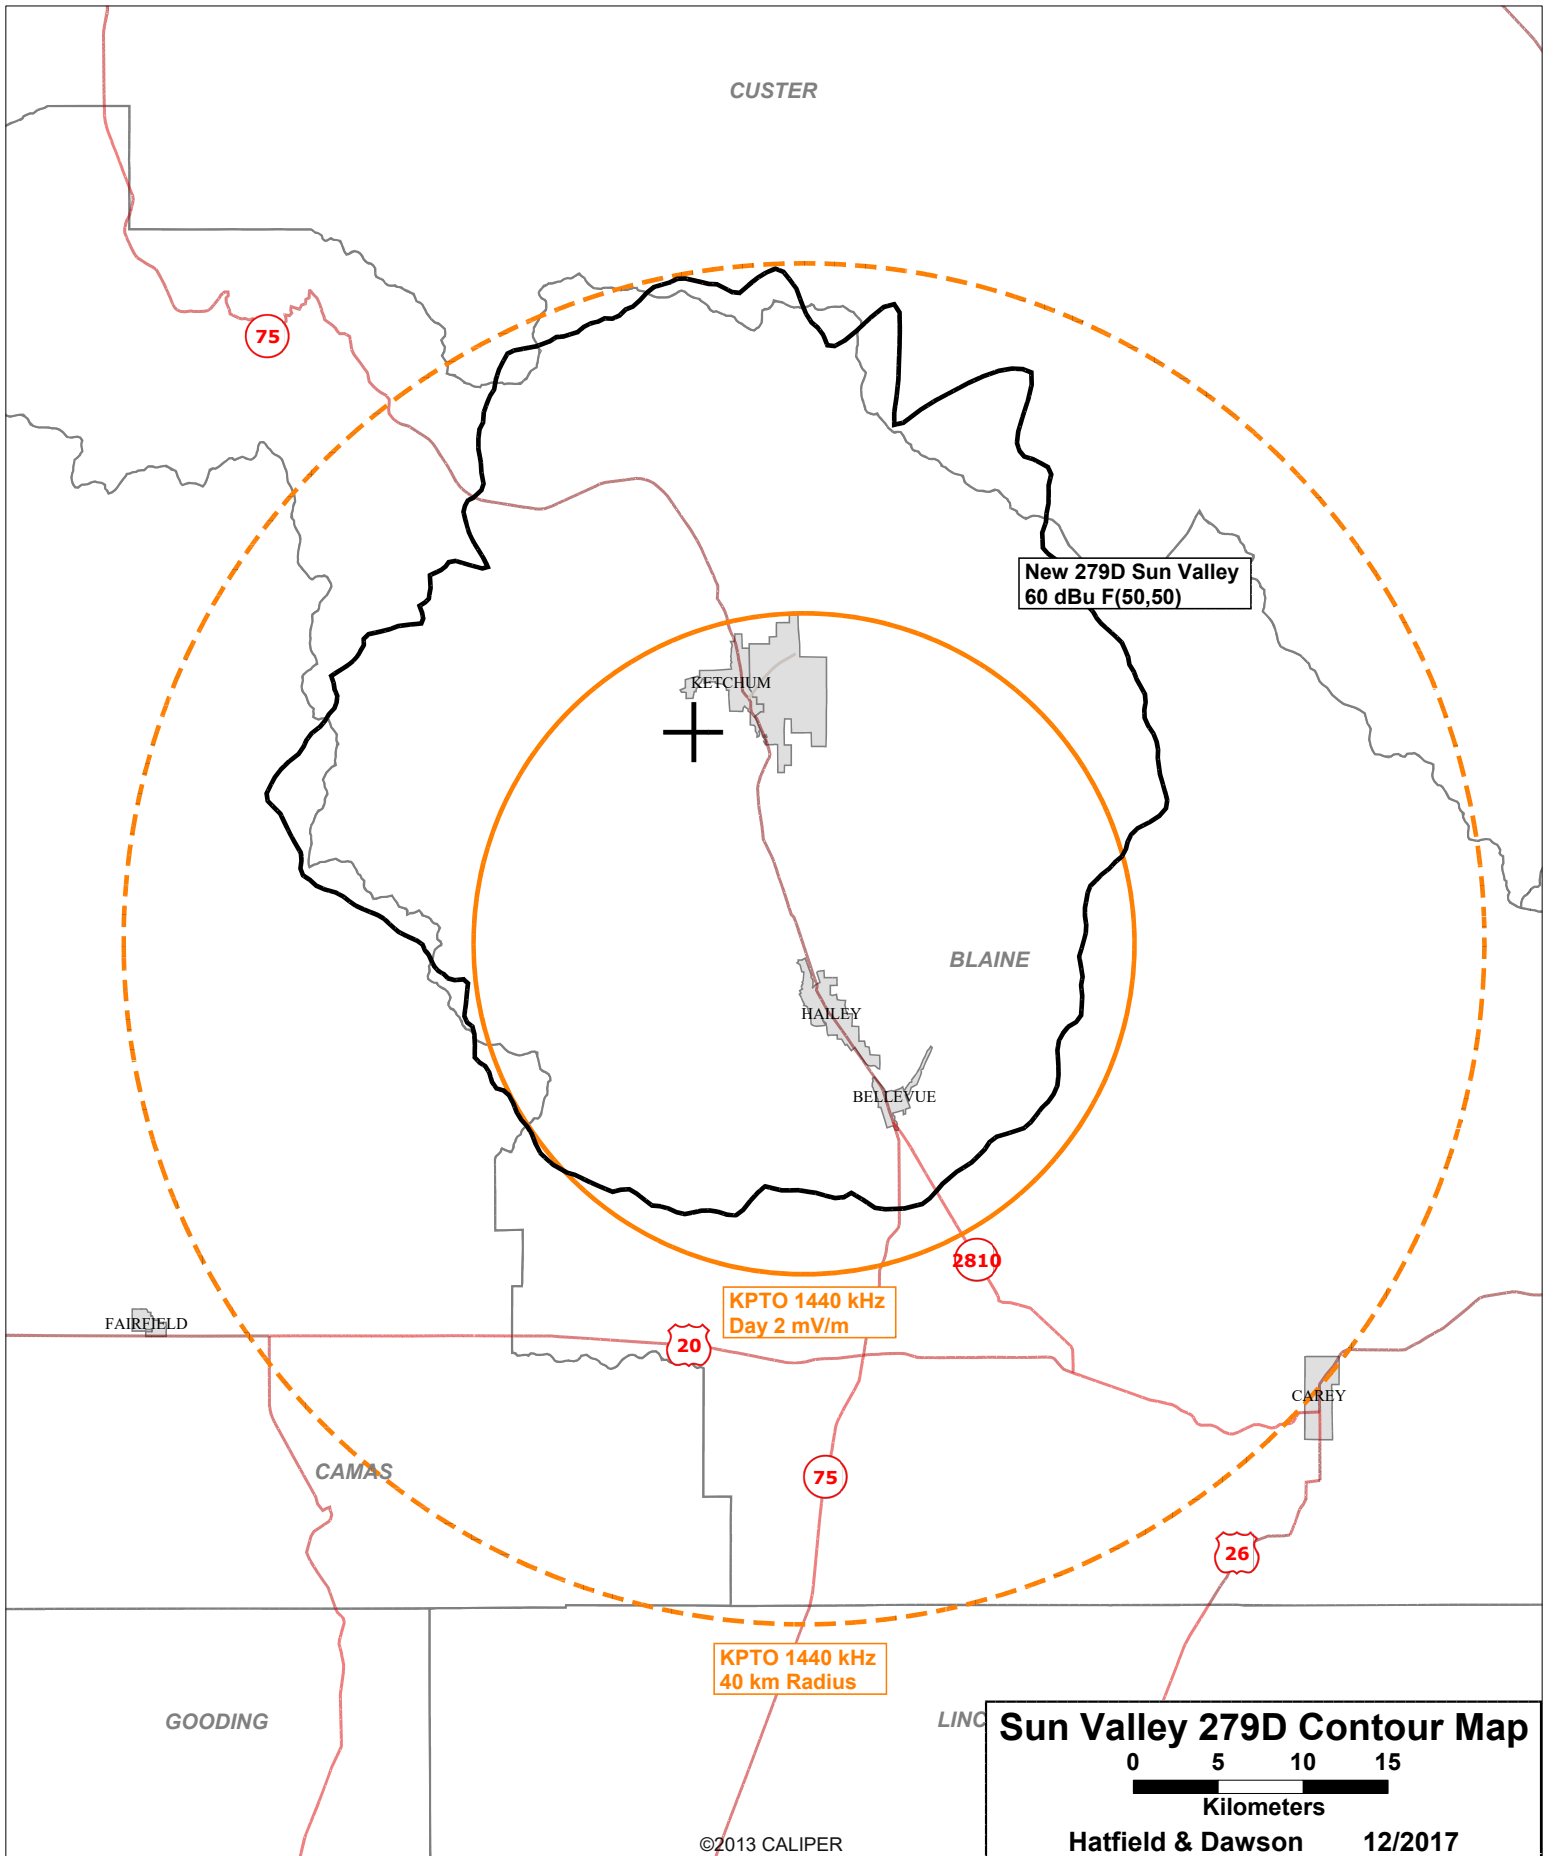 CUSTER
75
New 279D Sun Valley
60 dBu F(50,50)
KETCHUM
BLAINE
HAILEY
BELLEVUE
2810
KPTO 1440 kHz
Day 2 mV/m
FAIRFIELD
20
CAREY
CAMAS
75
26
KPTO 1440 kHz
40 km Radius
GOODING
LINC
Sun Valley 279D Contour Map
0 5 10 15
Kilometers
Hatfield & Dawson 12/2017
©2013 CALIPER